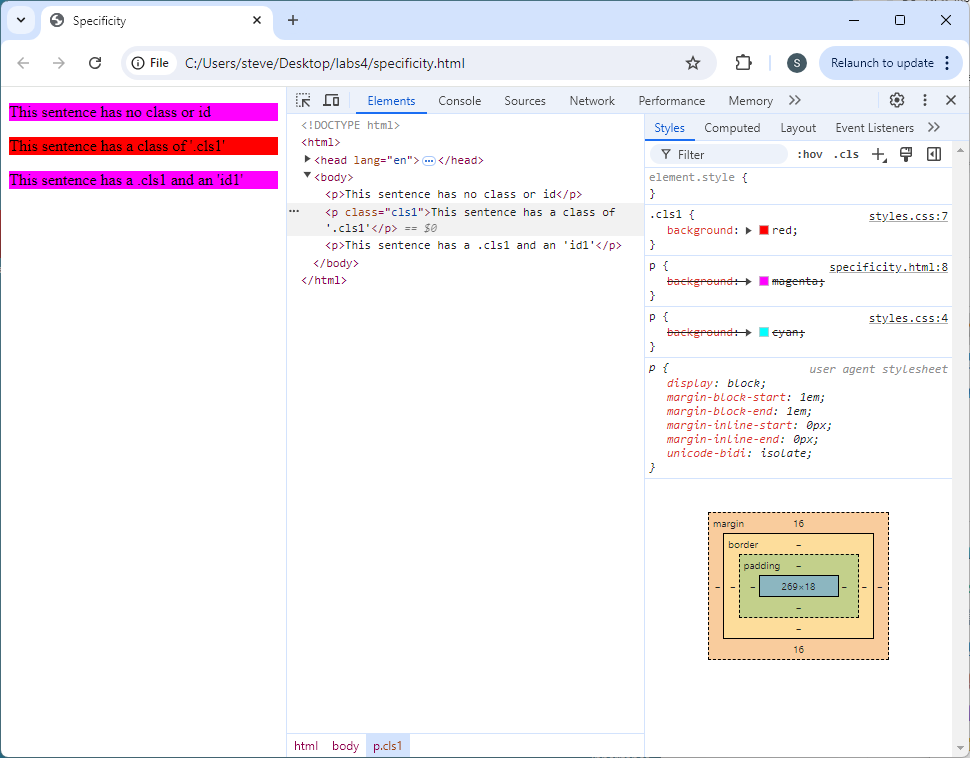 Specificity
File C:/Users/steve/Desktop/labs4/specificity.html S Relaunch to update
This sentence has no class or id
This sentence has a class of '.cls1'
This sentence has a .cls1 and an 'id1'
Elements Console Sources Network Performance Memory
<!DOCTYPE html>
<html>
<head lang="en"> … </head>
<body>
<p>This sentence has no class or id</p>
<p class="cls1">This sentence has a class of
'.cls1'</p> == $0
<p>This sentence has a .cls1 and an 'id1'</p>
</body>
</html>
html body p.cls1
Styles Computed Layout Event Listeners
Filter :hov .cls
element.style {
}
.cls1 { styles.css:7
background: red;
}
p { specificity.html:8
background: magenta;
}
p { styles.css:4
background: cyan;
}
p { user agent stylesheet
display: block;
margin-block-start: 1em;
margin-block-end: 1em;
margin-inline-start: 0px;
margin-inline-end: 0px;
unicode-bidi: isolate;
}
margin 16
border –
padding –
– – – 269×18 – – –
–
–
16